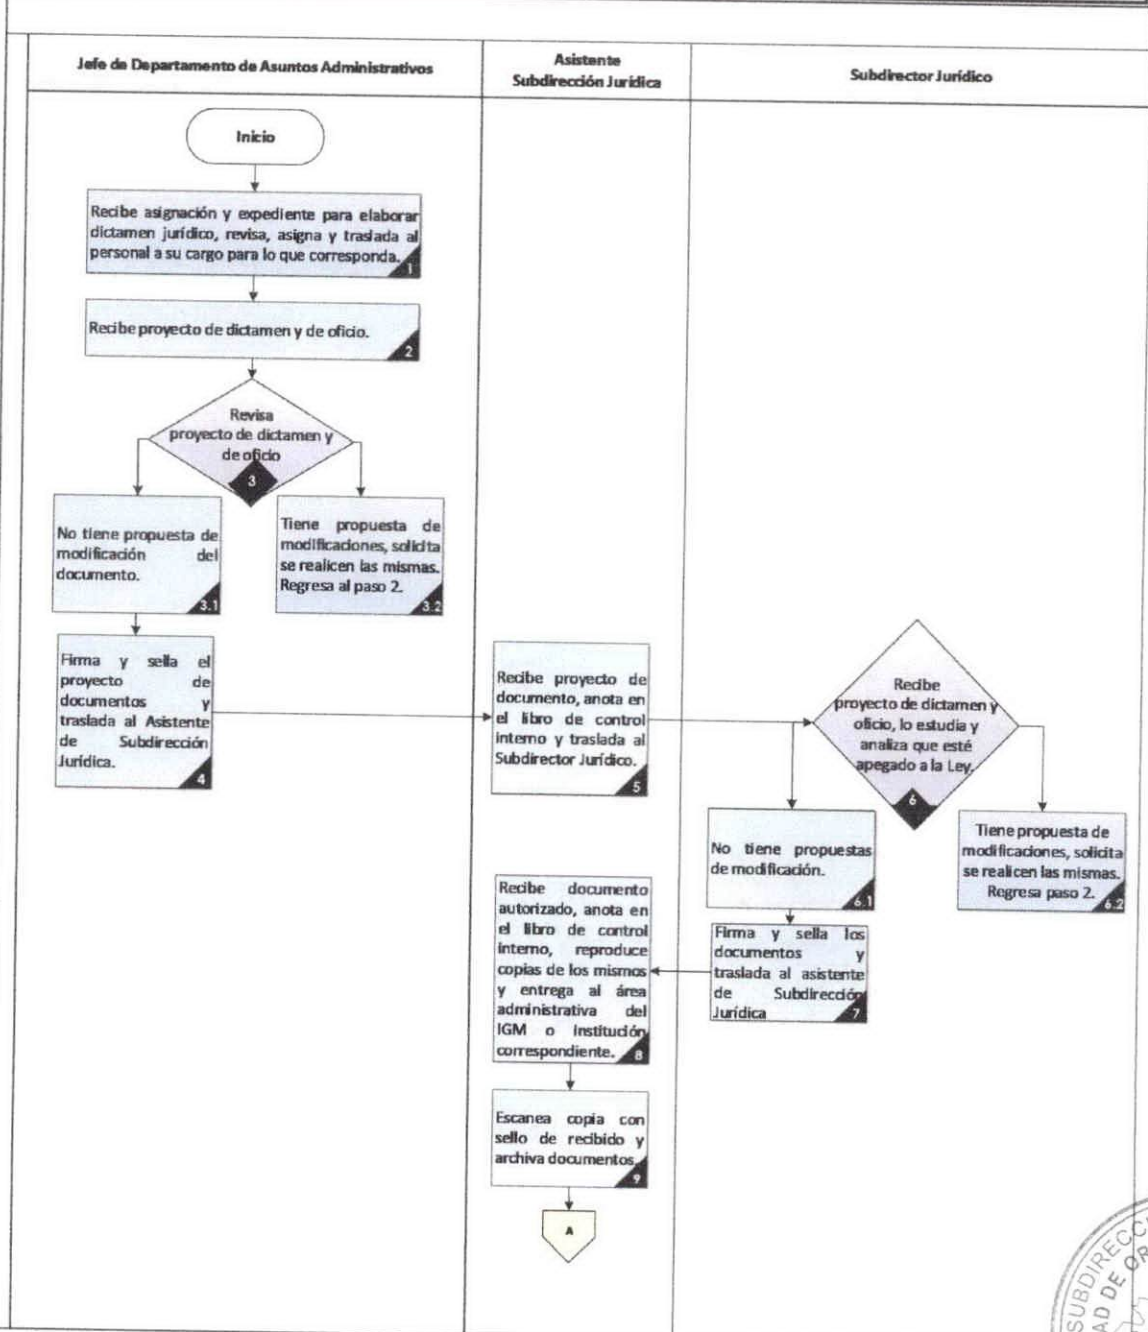 Jefe de Departamento de Asuntos Administrativos
Asistente
Subdirección Jurídica
Subdirector Jurídico
Inicio
Recibe asignación y expediente para elaborar
dictamen jurídico, revisa, asigna y traslada al
personal a su cargo para lo que corresponda.
1
Recibe proyecto de dictamen y de oficio.
2
Revisa
proyecto de dictamen y
de oficio
3
No tiene propuesta de
modificación del
documento.
3.1
Tiene propuesta de
modificaciones, solicita
se realicen las mismas.
Regresa al paso 2.
3.2
Firma y sella el
proyecto de
documentos y
traslada al Asistente
de Subdirección
Jurídica.
4
Recibe proyecto de
documento, anota en
el libro de control
interno y traslada al
Subdirector Jurídico.
5
Recibe
proyecto de dictamen y
oficio, lo estudia y
analiza que esté
apegado a la Ley.
6
No tiene propuestas
de modificación.
6.1
Tiene propuesta de
modificaciones, solicita
se realicen las mismas.
Regresa paso 2.
6.2
Firma y sella los
documentos y
traslada al asistente
de Subdirección
Jurídica
7
Recibe documento
autorizado, anota en
el libro de control
interno, reproduce
copias de los mismos
y entrega al área
administrativa del
IGM o Institución
correspondiente.
8
Escanea copia con
sello de recibido y
archiva documentos.
9
A
SUBDIRECC
AD DE OR